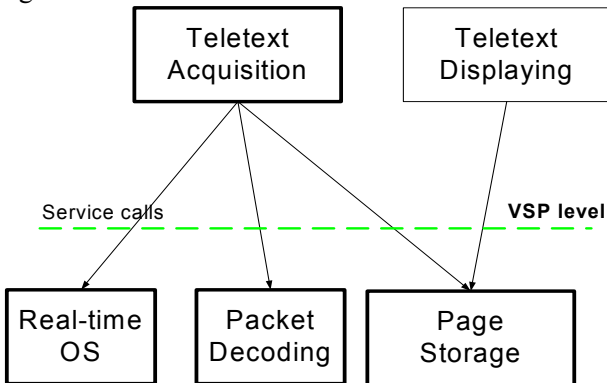 Teletext
Acquisition
Teletext
Displaying
Service calls
VSP level
Real-time
OS
Packet
Decoding
Page
Storage